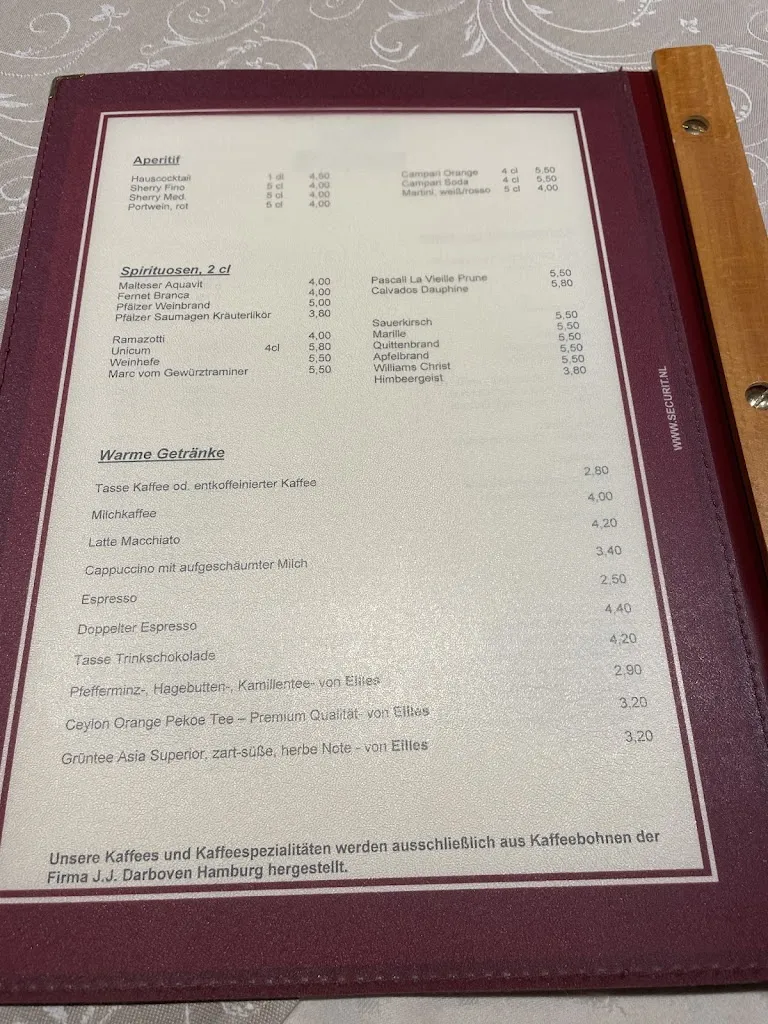 Aperitif
Hauscocktail 1 dl 4,60
Sherry Fino 5 cl 4,00
Sherry Med. 5 cl 4,00
Portwein, rot 5 cl 4,00
Campari Orange 4 cl 5,50
Campari Soda 4 cl 5,50
Martini, weiß/rosso 5 cl 4,00
Spirituosen, 2 cl
Malteser Aquavit 4,00
Fernet Branca 4,00
Pfälzer Weinbrand 5,00
Pfälzer Saumagen Kräuterlikör 3,80
Ramazotti 4,00
Unicum 4cl 5,80
Weinhefe 5,50
Marc vom Gewürztraminer 5,50
Pascall La Vieille Prune 5,50
Calvados Dauphine 5,80
Sauerkirsch 5,50
Marille 5,50
Quittenbrand 5,50
Apfelbrand 5,50
Williams Christ 5,50
Himbeergeist 3,80
Warme Getränke
Tasse Kaffee od. entkoffeinierter Kaffee 2,80
Milchkaffee 4,00
Latte Macchiato 4,20
Cappuccino mit aufgeschäumter Milch 3,40
Espresso 2,50
Doppelter Espresso 4,40
Tasse Trinkschokolade 4,20
Pfefferminz-, Hagebutten-, Kamillentee- von Eilles 2,90
Ceylon Orange Pekoe Tee – Premium Qualität- von Eilles 3,20
Grüntee Asia Superior, zart-süße, herbe Note - von Eilles 3,20
Unsere Kaffees und Kaffeespezialitäten werden ausschließlich aus Kaffeebohnen der
Firma J.J. Darboven Hamburg hergestellt.
WWW.SECURIT.NL